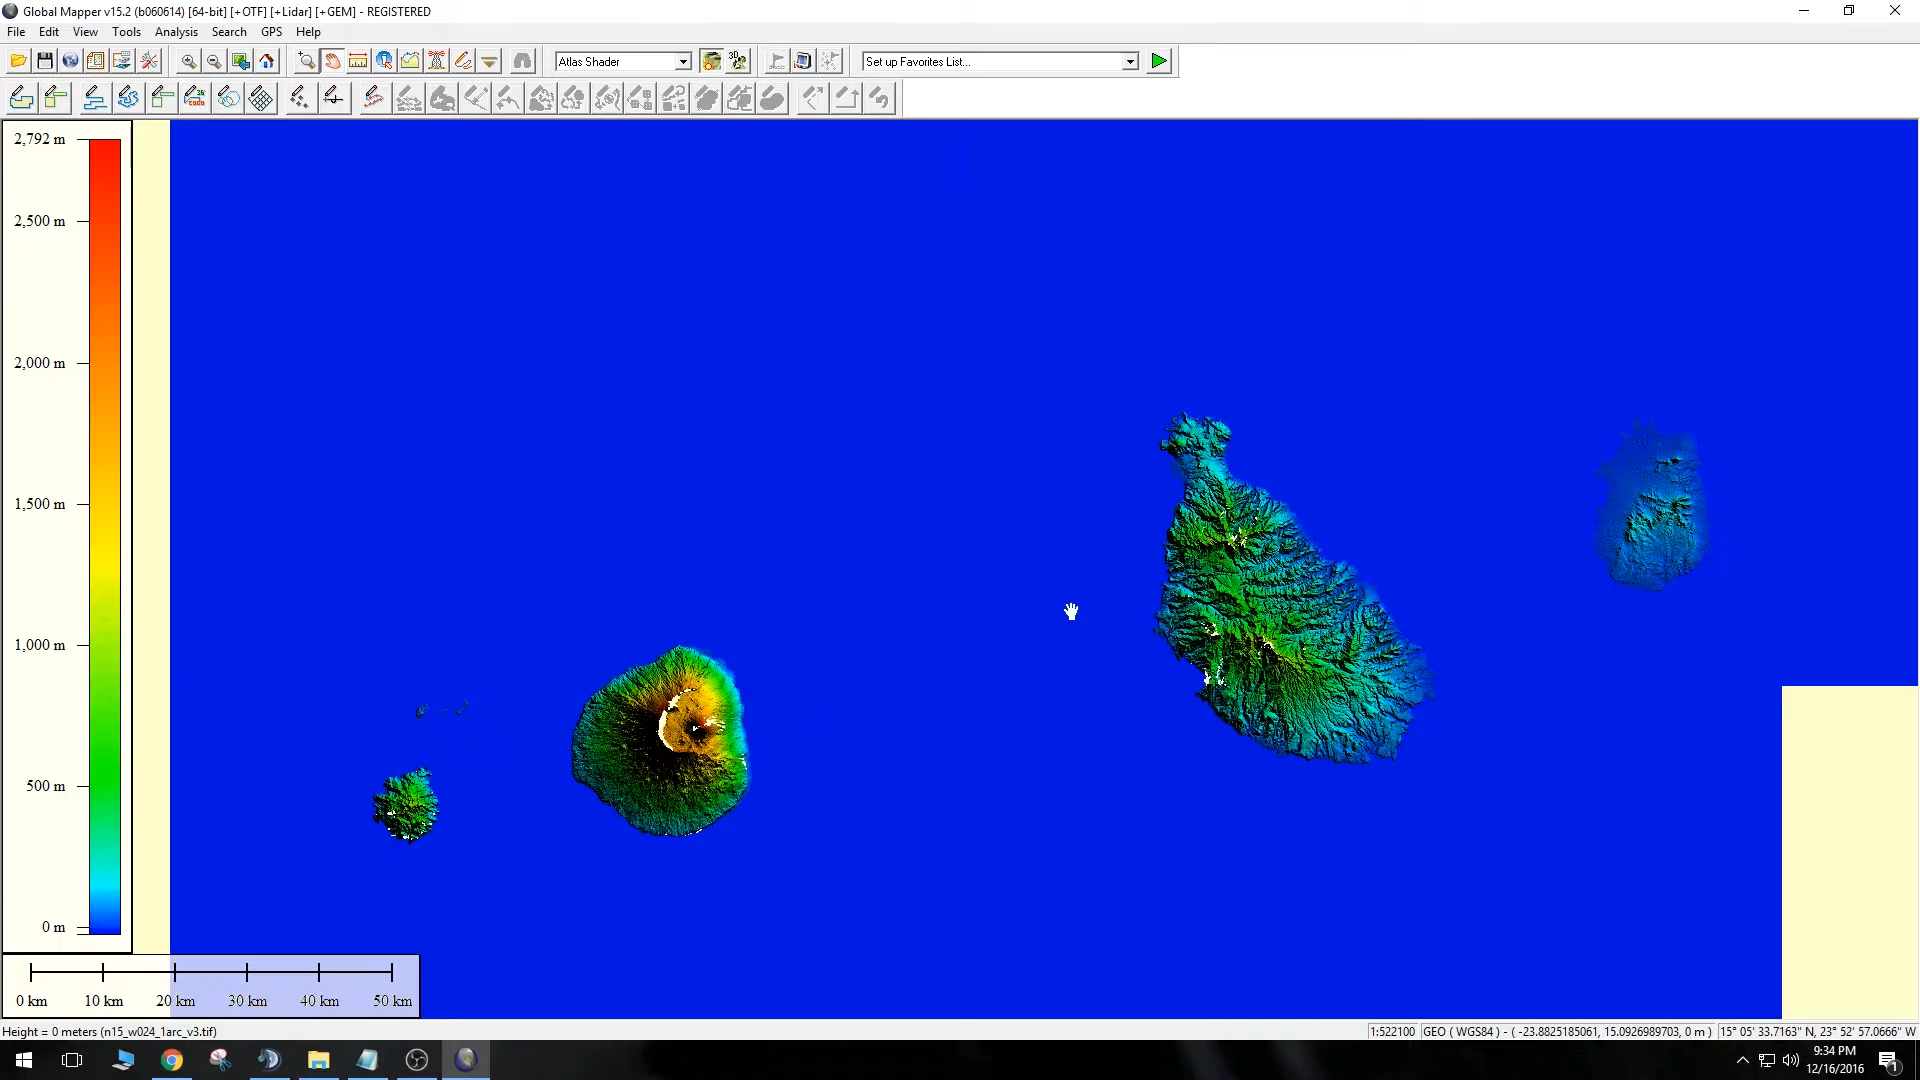 Global Mapper v15.2 (b060614) [64-bit] [+OTF] [+Lidar] [+GEM] - REGISTERED
File Edit View Tools Analysis Search GPS Help
Atlas Shader
3D
Set up Favorites List...
2,792 m
2,500 m
2,000 m
1,500 m
1,000 m
500 m
0 m
0 km 10 km 20 km 30 km 40 km 50 km
Height = 0 meters (n15_w024_1arc_v3.tif)
1:522100 GEO ( WGS84 ) - ( -23.8825185061, 15.0926989703, 0 m ) 15° 05' 33.7163" N, 23° 52' 57.0666" W
9:34 PM
12/16/2016
1